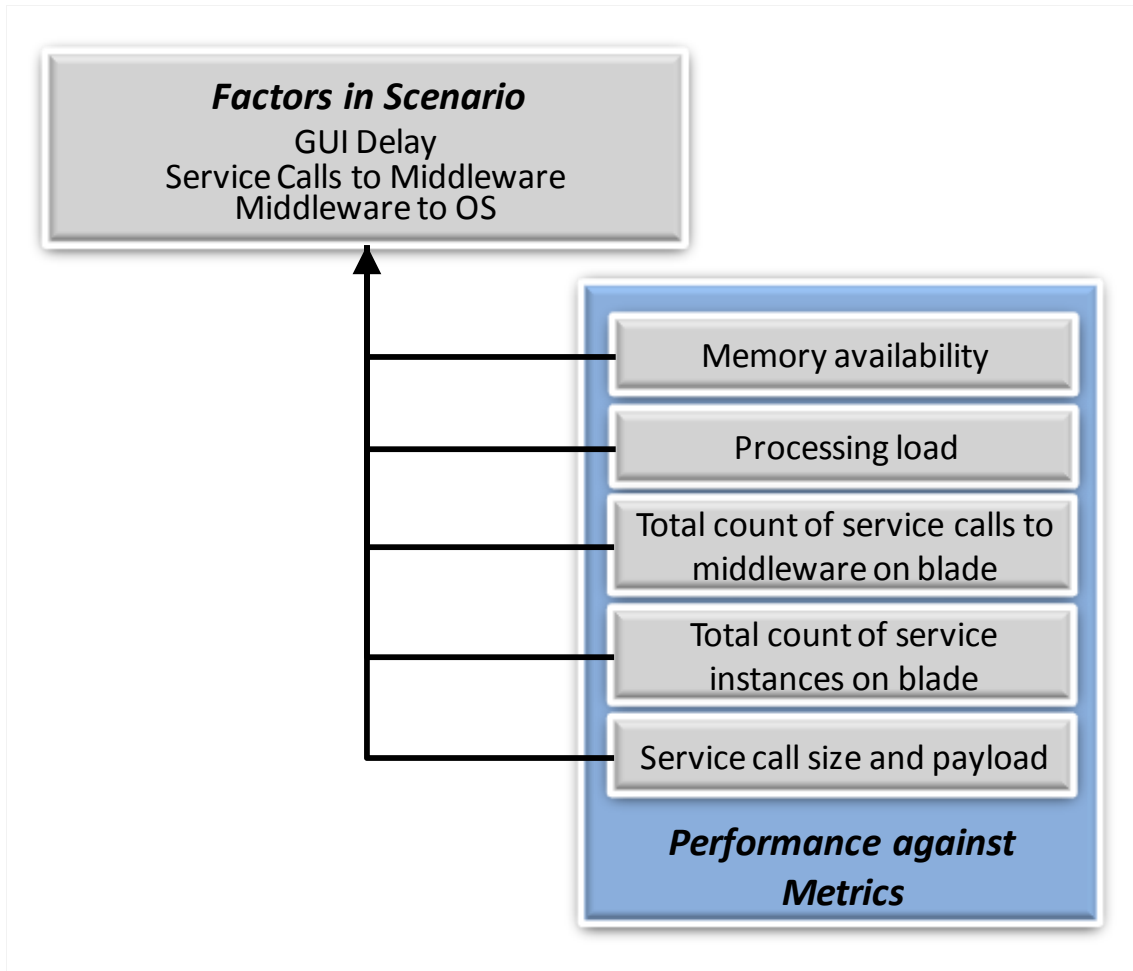 Factors in Scenario
GUI Delay
Service Calls to Middleware
Middleware to OS
Memory availability
Processing load
Total count of service calls to
middleware on blade
Total count of service
instances on blade
Service call size and payload
Performance against
Metrics